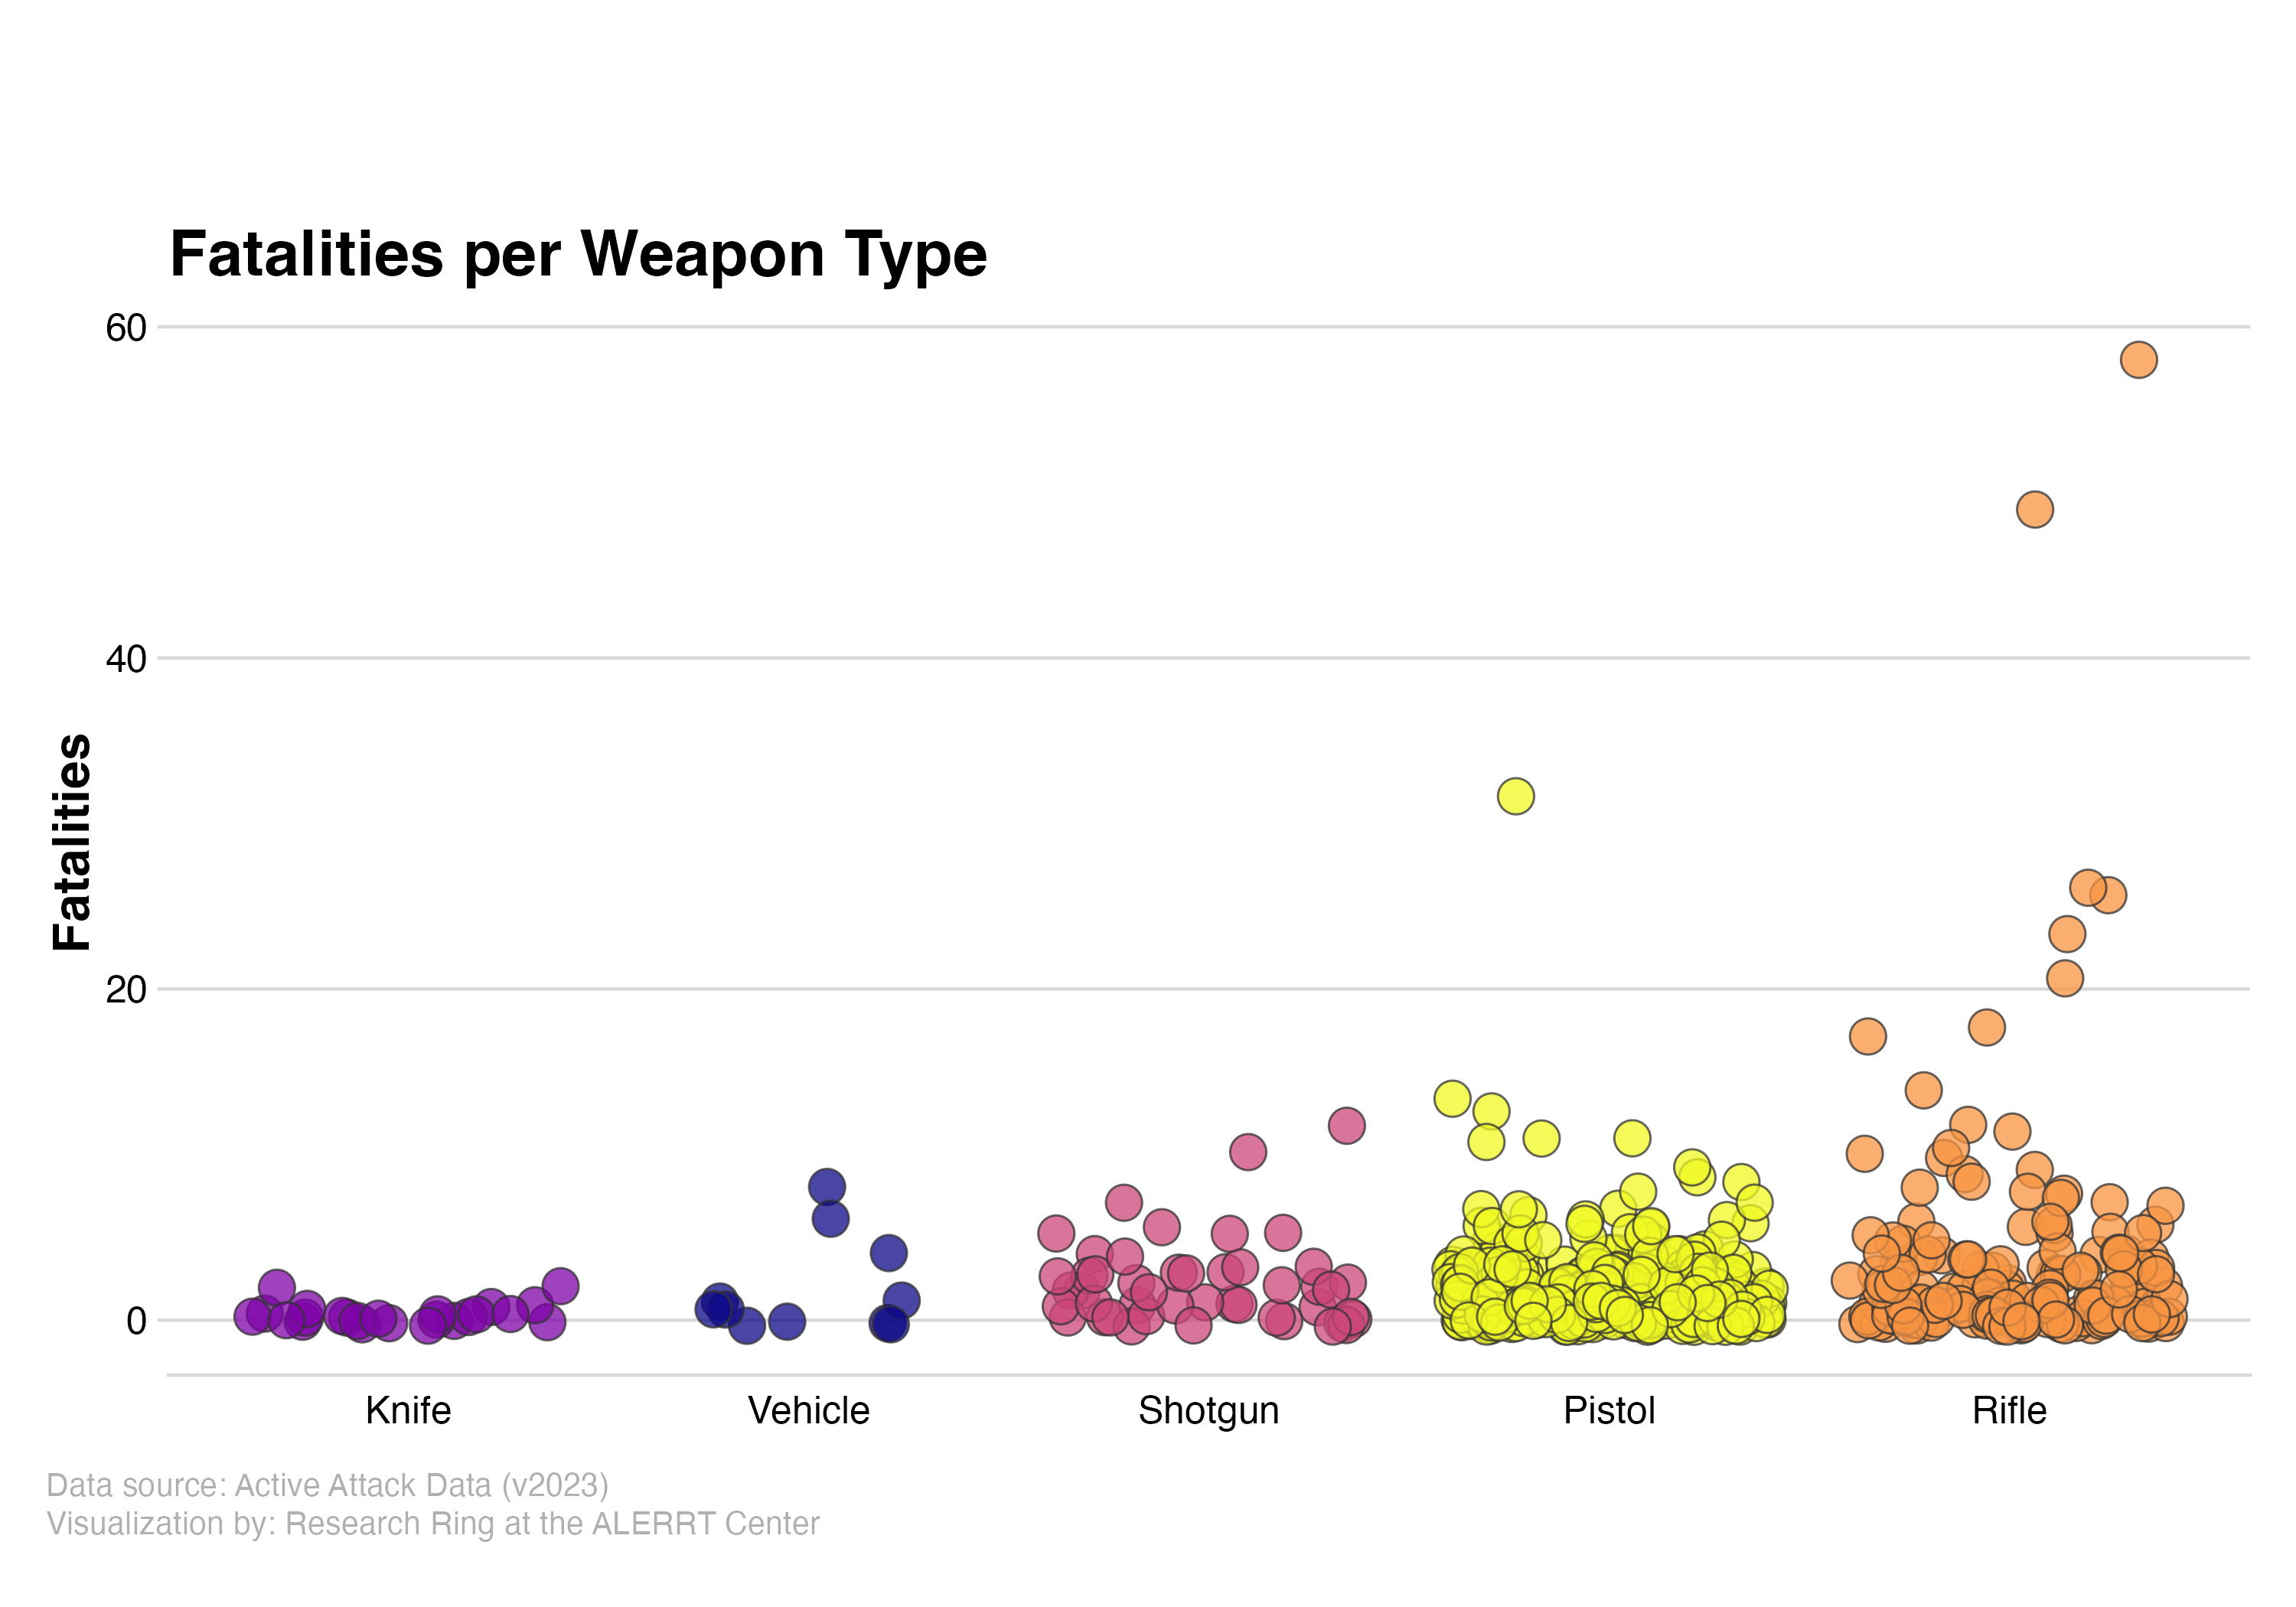 Fatalities per Weapon Type
60
40
20
0
Fatalities
Knife Vehicle Shotgun Pistol Rifle
Data source: Active Attack Data (v2023)
Visualization by: Research Ring at the ALERRT Center